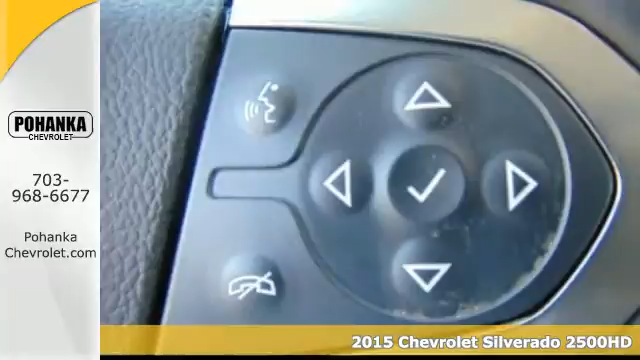 POHANKA
CHEVROLET
703-
968-6677
Pohanka
Chevrolet.com
2015 Chevrolet Silverado 2500HD